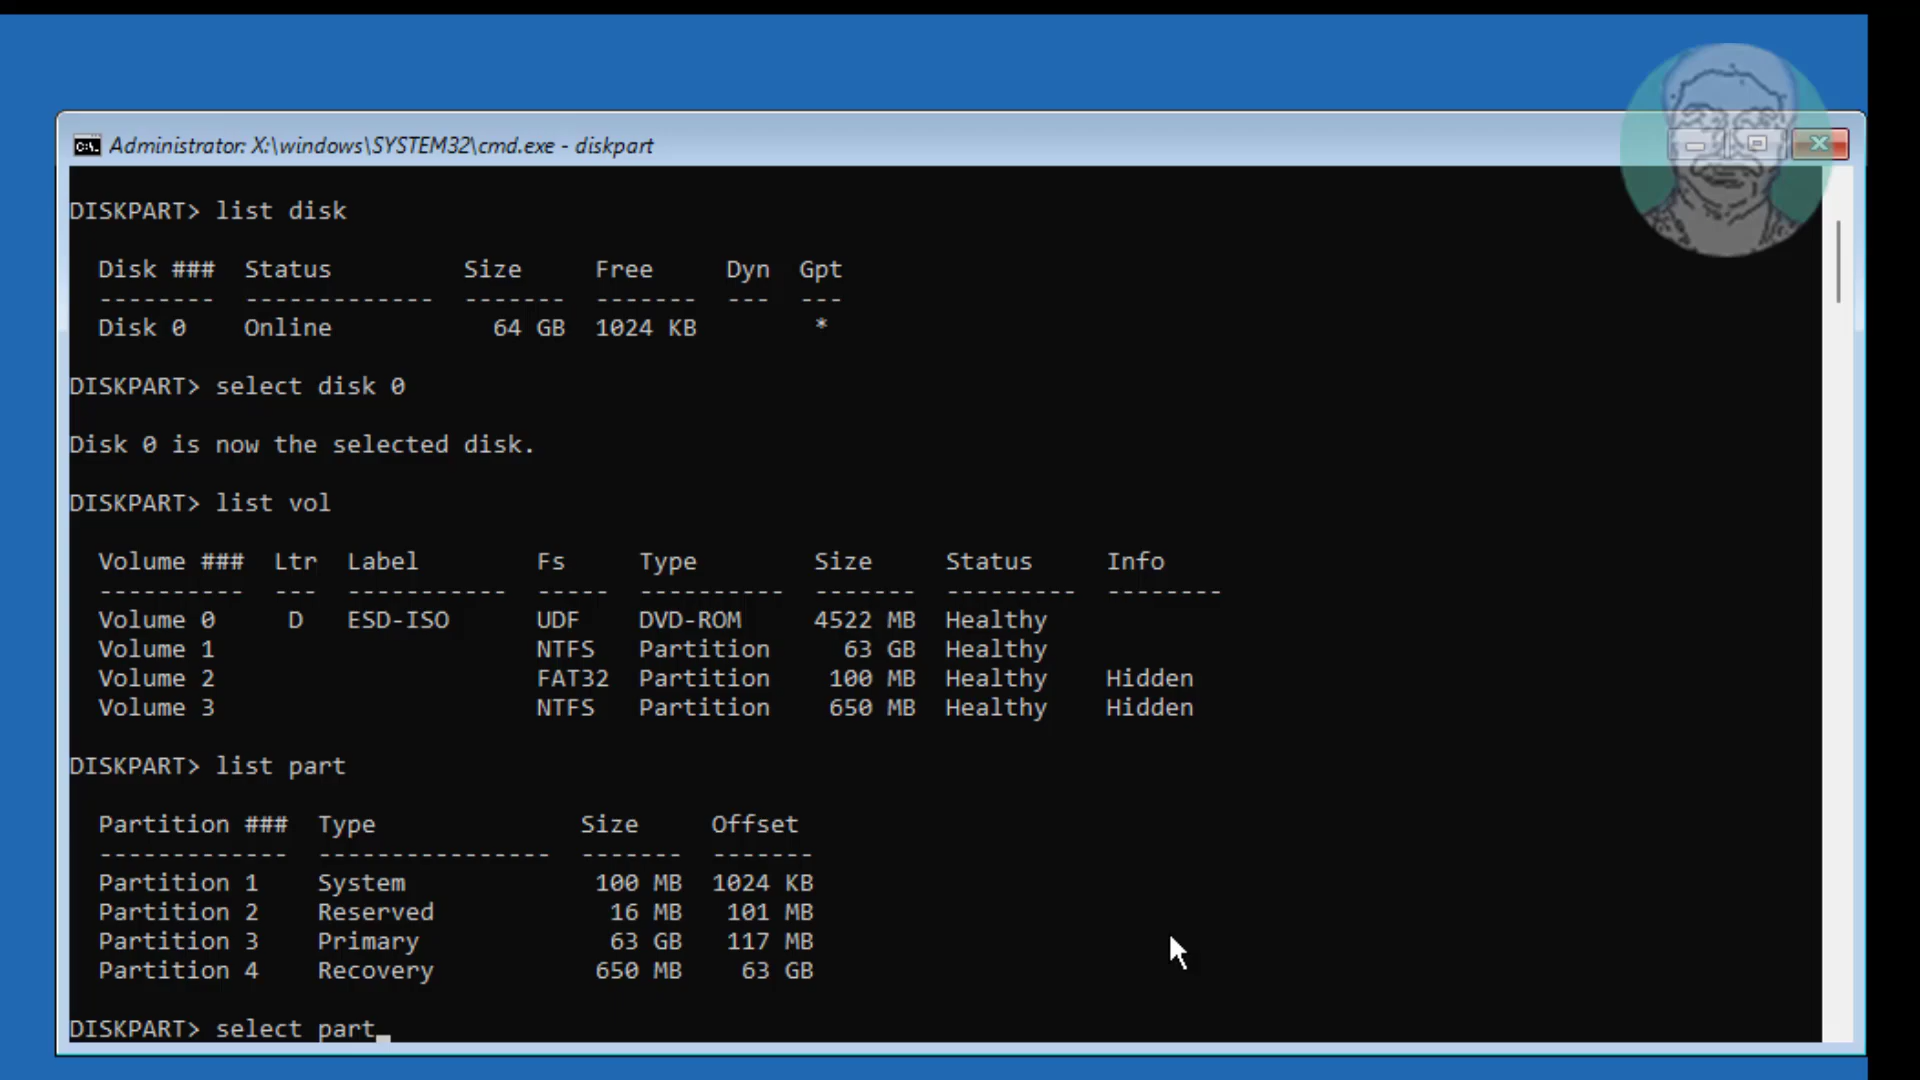 Administrator: X:\windows\SYSTEM32\cmd.exe - diskpart
DISKPART> list disk
Disk ### Status Size Free Dyn Gpt
-------- ------------- ------- ------- --- ---
Disk 0 Online 64 GB 1024 KB *
DISKPART> select disk 0
Disk 0 is now the selected disk.
DISKPART> list vol
Volume ### Ltr Label Fs Type Size Status Info
---------- --- ----------- ----- ---------- ------- --------- --------
Volume 0 D ESD-ISO UDF DVD-ROM 4522 MB Healthy
Volume 1 NTFS Partition 63 GB Healthy
Volume 2 FAT32 Partition 100 MB Healthy Hidden
Volume 3 NTFS Partition 650 MB Healthy Hidden
DISKPART> list part
Partition ### Type Size Offset
------------- ---------------- ------- -------
Partition 1 System 100 MB 1024 KB
Partition 2 Reserved 16 MB 101 MB
Partition 3 Primary 63 GB 117 MB
Partition 4 Recovery 650 MB 63 GB
DISKPART> select part